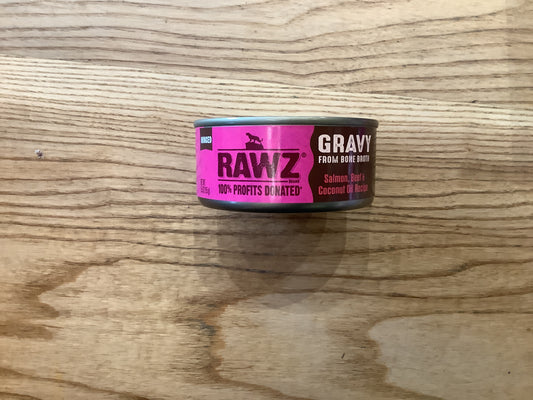 RAWZ®
100% PROFITS DONATED*
GRAVY
FROM BONE BROTH
Salmon, Beef &
Coconut Oil Recipe